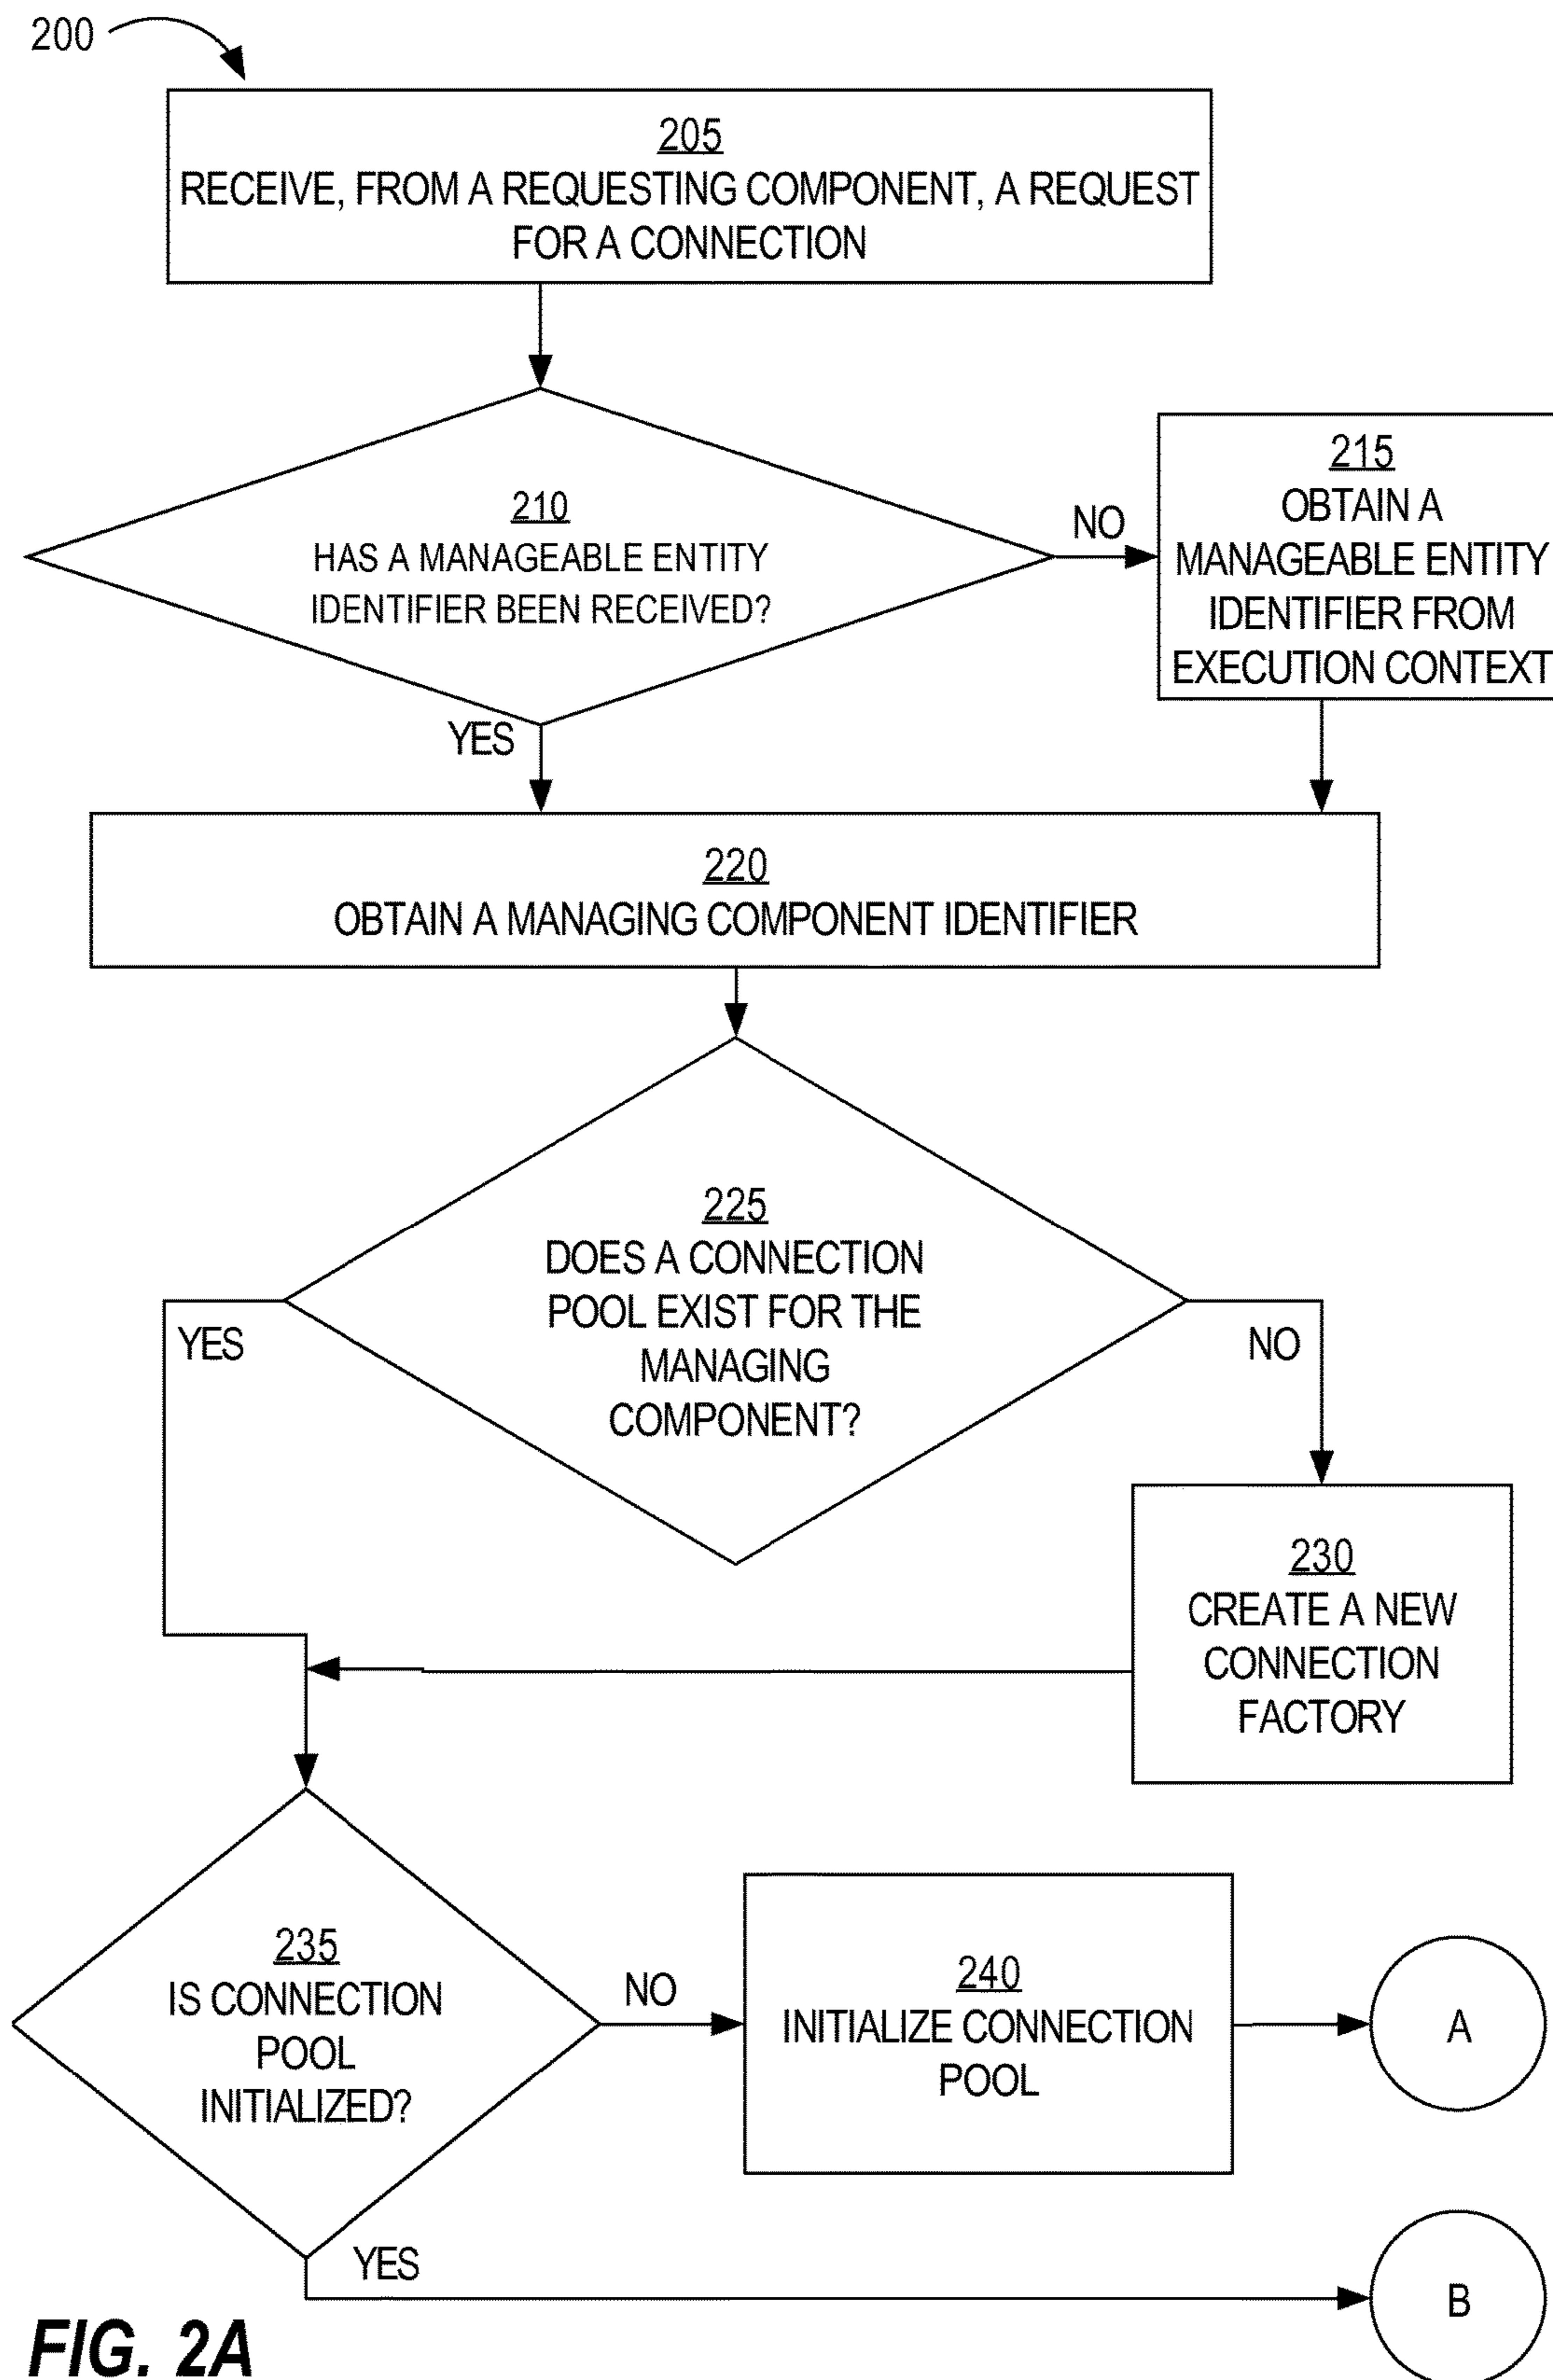 200
205
RECEIVE, FROM A REQUESTING COMPONENT, A REQUEST
FOR A CONNECTION
210
HAS A MANAGEABLE ENTITY
IDENTIFIER BEEN RECEIVED?
NO
215
OBTAIN A
MANAGEABLE ENTITY
IDENTIFIER FROM
EXECUTION CONTEXT
YES
220
OBTAIN A MANAGING COMPONENT IDENTIFIER
225
DOES A CONNECTION
POOL EXIST FOR THE
MANAGING
COMPONENT?
YES
NO
230
CREATE A NEW
CONNECTION
FACTORY
235
IS CONNECTION
POOL
INITIALIZED?
NO
240
INITIALIZE CONNECTION
POOL
A
YES
B
FIG. 2A